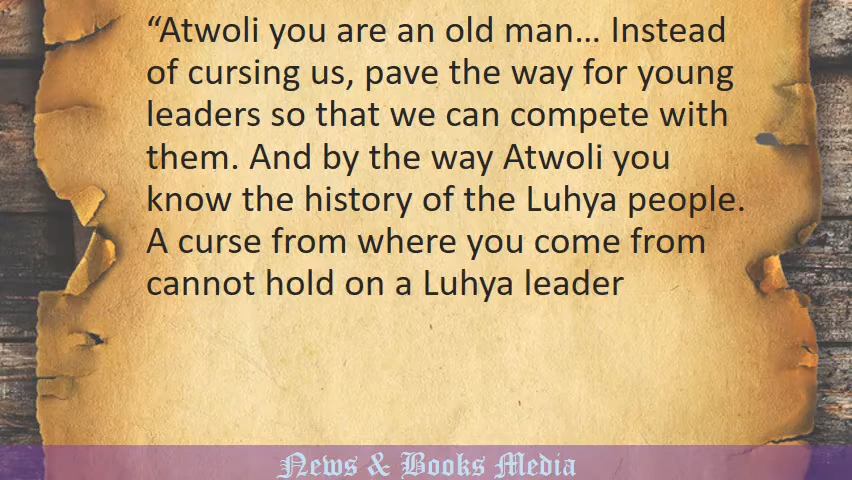 “Atwoli you are an old man... Instead
of cursing us, pave the way for young
leaders so that we can compete with
them. And by the way Atwoli you
know the history of the Luhya people.
A curse from where you come from
cannot hold on a Luhya leader
News & Books Media